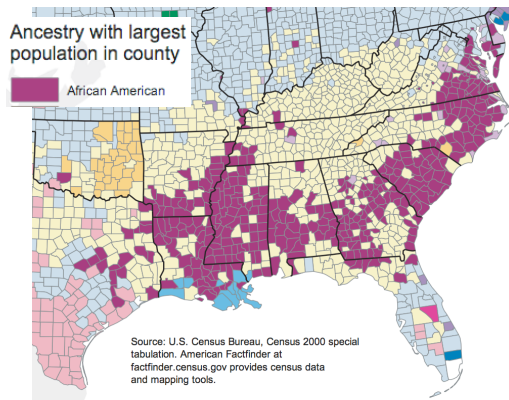 Ancestry with largest
population in county
African American
Source: U.S. Census Bureau, Census 2000 special
tabulation. American Factfinder at
factfinder.census.gov provides census data
and mapping tools.